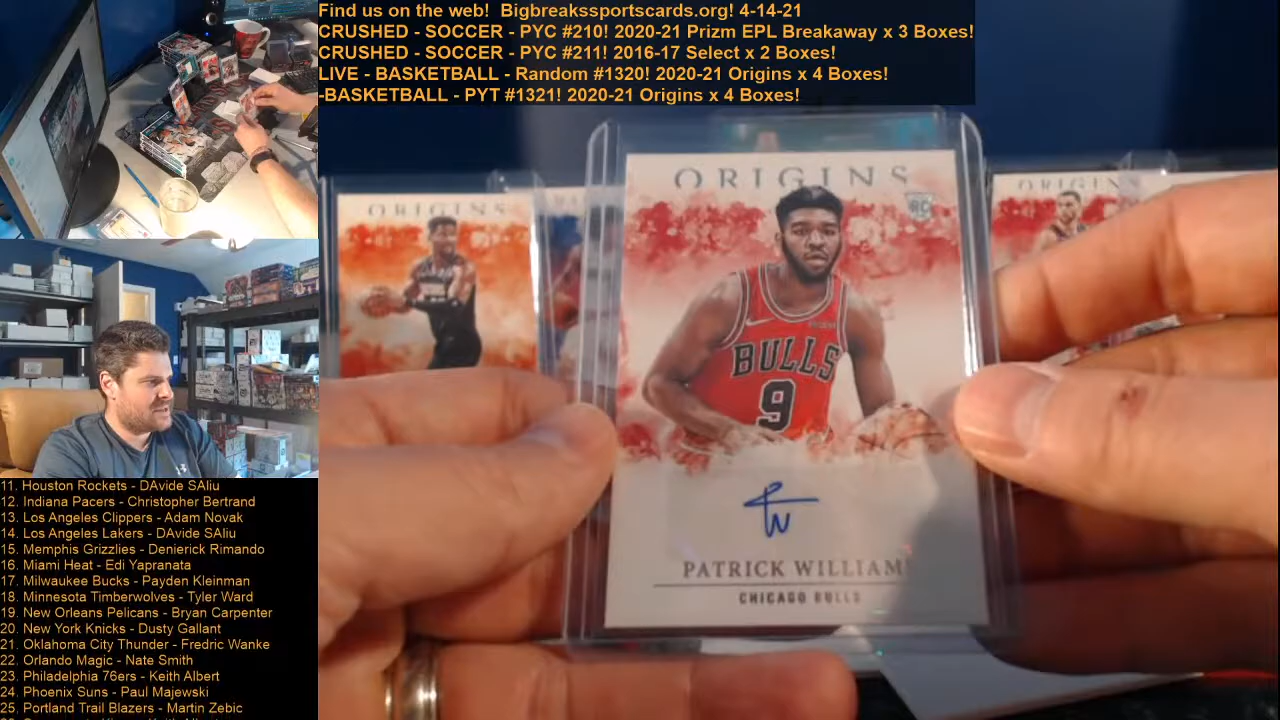 Find us on the web!  Bigbreakssportscards.org! 4-14-21
CRUSHED - SOCCER - PYC #210! 2020-21 Prizm EPL Breakaway x 3 Boxes!
CRUSHED - SOCCER - PYC #211! 2016-17 Select x 2 Boxes!
LIVE - BASKETBALL - Random #1320! 2020-21 Origins x 4 Boxes!
-BASKETBALL - PYT #1321! 2020-21 Origins x 4 Boxes!
ORIGINS
ORIGINS
RC
ORIGINS
BULLS
9
PATRICK WILLIAM
CHICAGO BULLS
11. Houston Rockets - DAvide SAliu
12. Indiana Pacers - Christopher Bertrand
13. Los Angeles Clippers - Adam Novak
14. Los Angeles Lakers - DAvide SAliu
15. Memphis Grizzlies - Denierick Rimando
16. Miami Heat - Edi Yapranata
17. Milwaukee Bucks - Payden Kleinman
18. Minnesota Timberwolves - Tyler Ward
19. New Orleans Pelicans - Bryan Carpenter
20. New York Knicks - Dusty Gallant
21. Oklahoma City Thunder - Fredric Wanke
22. Orlando Magic - Nate Smith
23. Philadelphia 76ers - Keith Albert
24. Phoenix Suns - Paul Majewski
25. Portland Trail Blazers - Martin Zebic